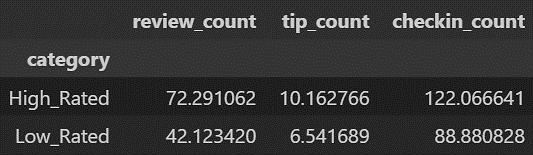 review_count tip_count checkin_count
category
High_Rated 72.291062 10.162766 122.066641
Low_Rated 42.123420 6.541689 88.880828